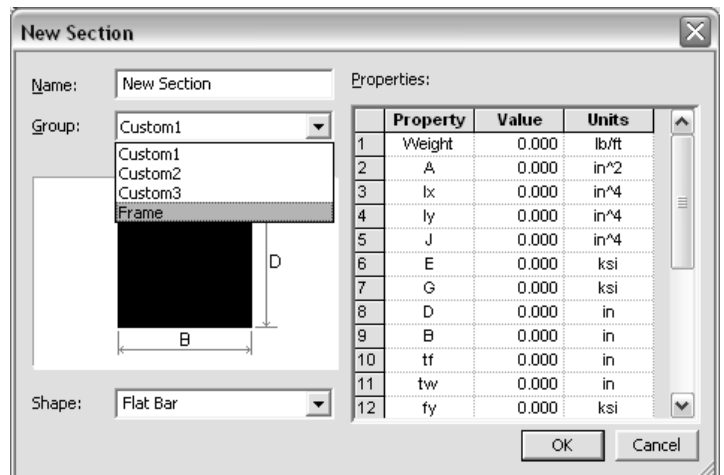 New Section
Name: New Section
Group: Custom1
Custom1
Custom2
Custom3
Frame
D
B
Shape: Flat Bar
Properties:
Property Value Units
1 Weight 0.000 lb/ft
2 A 0.000 in^2
3 Ix 0.000 in^4
4 Iy 0.000 in^4
5 J 0.000 in^4
6 E 0.000 ksi
7 G 0.000 ksi
8 D 0.000 in
9 B 0.000 in
10 tf 0.000 in
11 tw 0.000 in
12 fy 0.000 ksi
OK Cancel